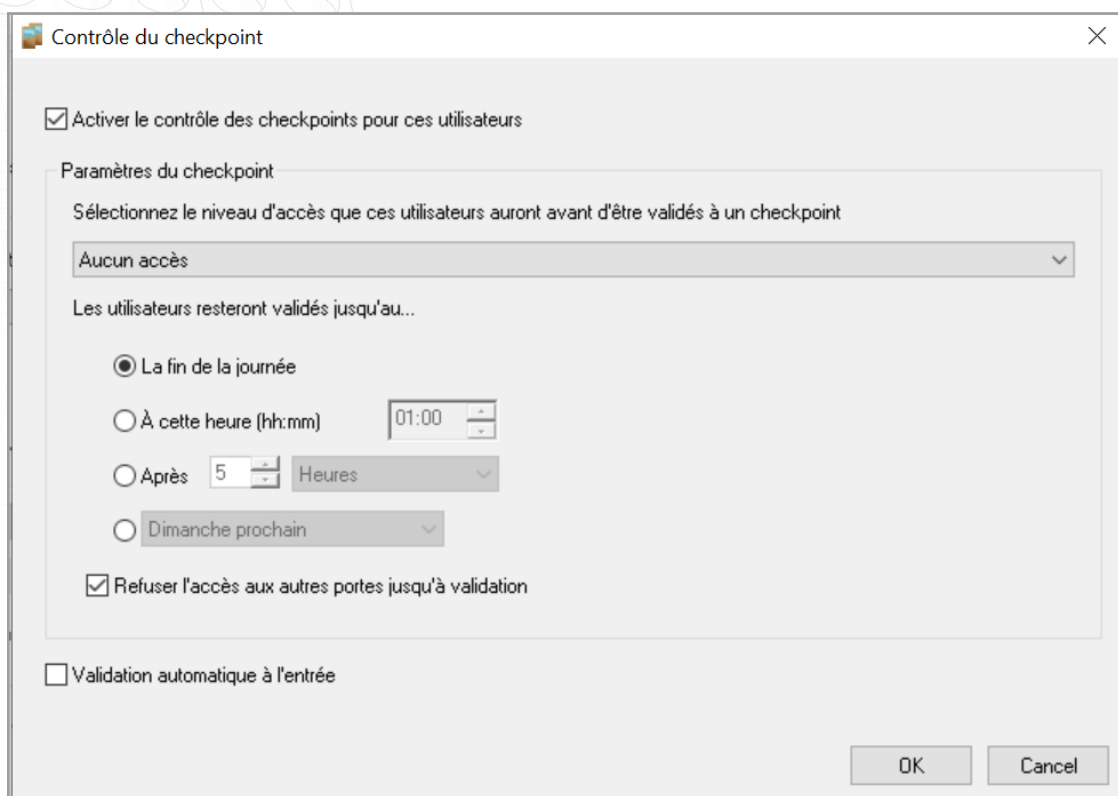 Contrôle du checkpoint
Activer le contrôle des checkpoints pour ces utilisateurs
Paramètres du checkpoint
Sélectionnez le niveau d'accès que ces utilisateurs auront avant d'être validés à un checkpoint
Aucun accès
Les utilisateurs resteront validés jusqu'au...
La fin de la journée
À cette heure (hh:mm) 01:00
Après 5 Heures
Dimanche prochain
Refuser l'accès aux autres portes jusqu'à validation
Validation automatique à l'entrée
OK Cancel